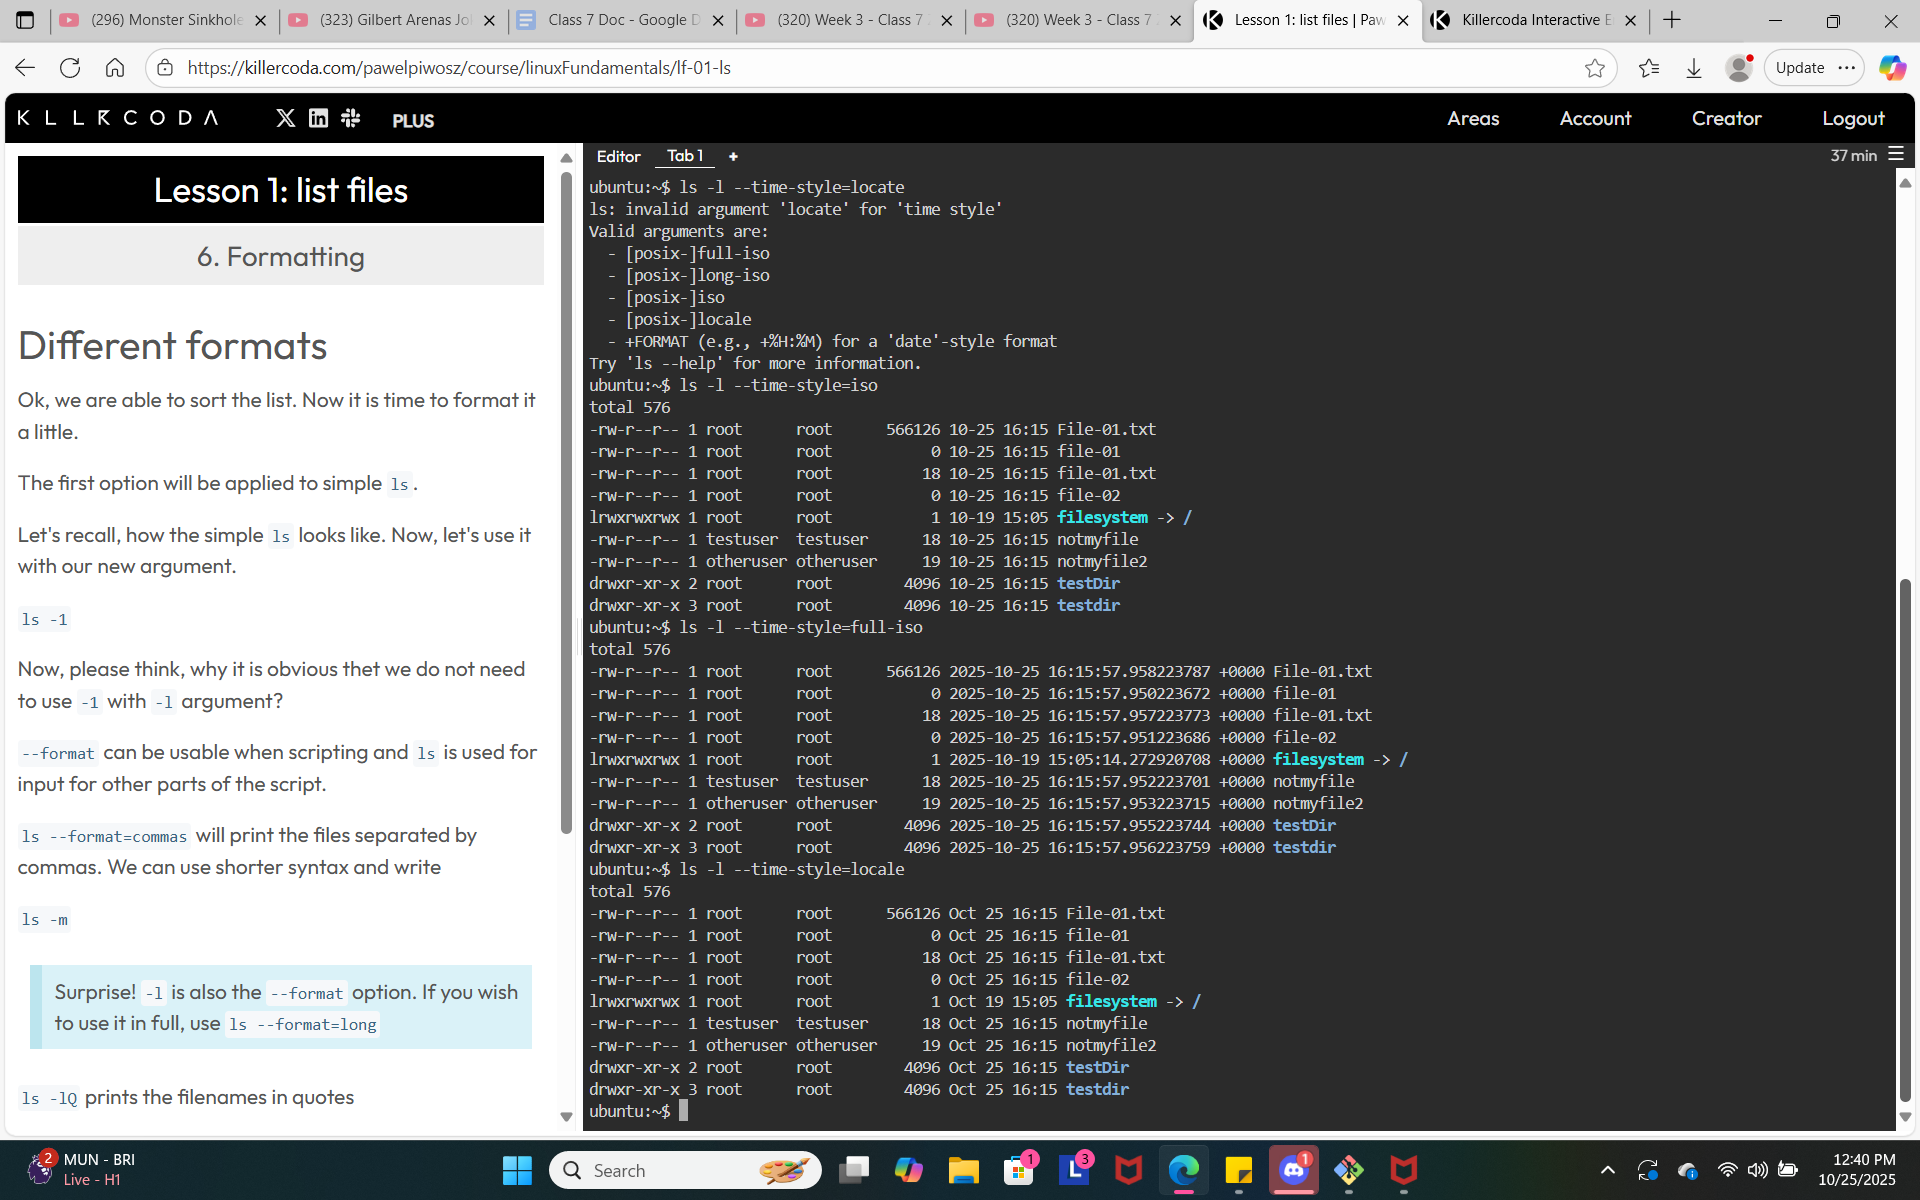 (296) Monster Sinkhole
(323) Gilbert Arenas Jo
Class 7 Doc - Google D
(320) Week 3 - Class 7
(320) Week 3 - Class 7
Lesson 1: list files | Paw
Killercoda Interactive E
https://killercoda.com/pawelpiwosz/course/linuxFundamentals/lf-01-ls
Update
KLLRCODA
PLUS
Areas
Account
Creator
Logout
Lesson 1: list files
6. Formatting
Different formats
Ok, we are able to sort the list. Now it is time to format it
a little.
The first option will be applied to simple ls.
Let's recall, how the simple ls looks like. Now, let's use it
with our new argument.
ls -1
Now, please think, why it is obvious thet we do not need
to use -1 with -l argument?
--format can be usable when scripting and ls is used for
input for other parts of the script.
ls --format=commas will print the files separated by
commas. We can use shorter syntax and write
ls -m
Surprise! -l is also the --format option. If you wish
to use it in full, use ls --format=long
ls -lQ prints the filenames in quotes
Editor
Tab 1
+
37 min
ubuntu:~$ ls -l --time-style=locate
ls: invalid argument 'locate' for 'time style'
Valid arguments are:
- [posix-]full-iso
- [posix-]long-iso
- [posix-]iso
- [posix-]locale
- +FORMAT (e.g., +%H:%M) for a 'date'-style format
Try 'ls --help' for more information.
ubuntu:~$ ls -l --time-style=iso
total 576
-rw-r--r-- 1 root root 566126 10-25 16:15 File-01.txt
-rw-r--r-- 1 root root 0 10-25 16:15 file-01
-rw-r--r-- 1 root root 18 10-25 16:15 file-01.txt
-rw-r--r-- 1 root root 0 10-25 16:15 file-02
lrwxrwxrwx 1 root root 1 10-19 15:05 filesystem -> /
-rw-r--r-- 1 testuser testuser 18 10-25 16:15 notmyfile
-rw-r--r-- 1 otheruser otheruser 19 10-25 16:15 notmyfile2
drwxr-xr-x 2 root root 4096 10-25 16:15 testDir
drwxr-xr-x 3 root root 4096 10-25 16:15 testdir
ubuntu:~$ ls -l --time-style=full-iso
total 576
-rw-r--r-- 1 root root 566126 2025-10-25 16:15:57.958223787 +0000 File-01.txt
-rw-r--r-- 1 root root 0 2025-10-25 16:15:57.950223672 +0000 file-01
-rw-r--r-- 1 root root 18 2025-10-25 16:15:57.957223773 +0000 file-01.txt
-rw-r--r-- 1 root root 0 2025-10-25 16:15:57.951223686 +0000 file-02
lrwxrwxrwx 1 root root 1 2025-10-19 15:05:14.272920708 +0000 filesystem -> /
-rw-r--r-- 1 testuser testuser 18 2025-10-25 16:15:57.952223701 +0000 notmyfile
-rw-r--r-- 1 otheruser otheruser 19 2025-10-25 16:15:57.953223715 +0000 notmyfile2
drwxr-xr-x 2 root root 4096 2025-10-25 16:15:57.955223744 +0000 testDir
drwxr-xr-x 3 root root 4096 2025-10-25 16:15:57.956223759 +0000 testdir
ubuntu:~$ ls -l --time-style=locale
total 576
-rw-r--r-- 1 root root 566126 Oct 25 16:15 File-01.txt
-rw-r--r-- 1 root root 0 Oct 25 16:15 file-01
-rw-r--r-- 1 root root 18 Oct 25 16:15 file-01.txt
-rw-r--r-- 1 root root 0 Oct 25 16:15 file-02
lrwxrwxrwx 1 root root 1 Oct 19 15:05 filesystem -> /
-rw-r--r-- 1 testuser testuser 18 Oct 25 16:15 notmyfile
-rw-r--r-- 1 otheruser otheruser 19 Oct 25 16:15 notmyfile2
drwxr-xr-x 2 root root 4096 Oct 25 16:15 testDir
drwxr-xr-x 3 root root 4096 Oct 25 16:15 testdir
ubuntu:~$
2
MUN - BRI
Live - H1
Search
1
L
3
1
12:40 PM
10/25/2025